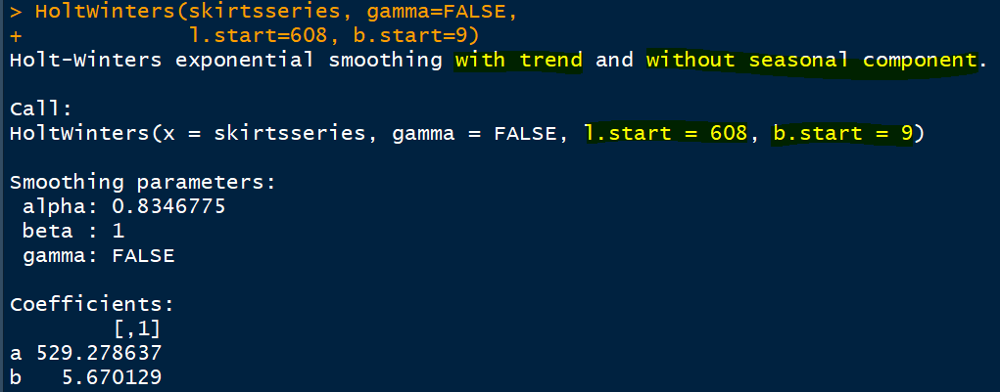 > HoltWinters(skirtsseries, gamma=FALSE,
+             l.start=608, b.start=9)
Holt-Winters exponential smoothing with trend and without seasonal component.

Call:
HoltWinters(x = skirtsseries, gamma = FALSE, l.start = 608, b.start = 9)

Smoothing parameters:
 alpha: 0.8346775
 beta : 1
 gamma: FALSE

Coefficients:
        [,1]
a 529.278637
b   5.670129